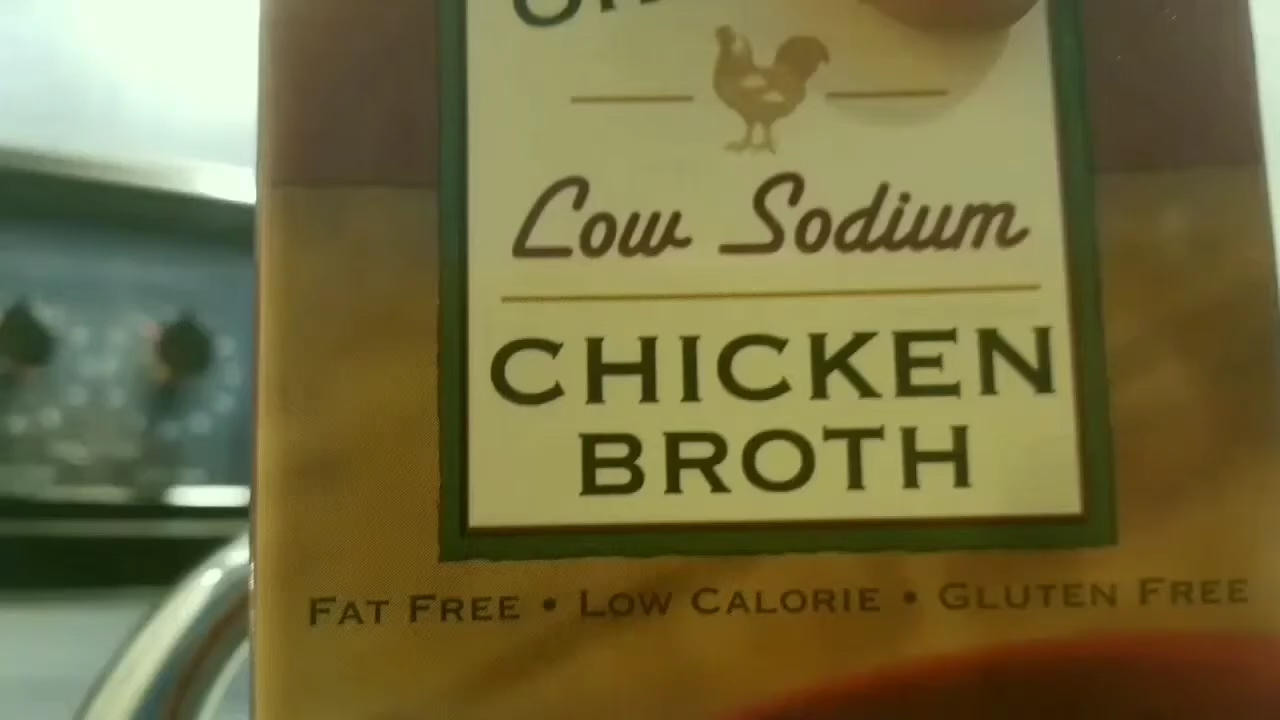 Low Sodium
CHICKEN
BROTH
FAT FREE • LOW CALORIE • GLUTEN FREE